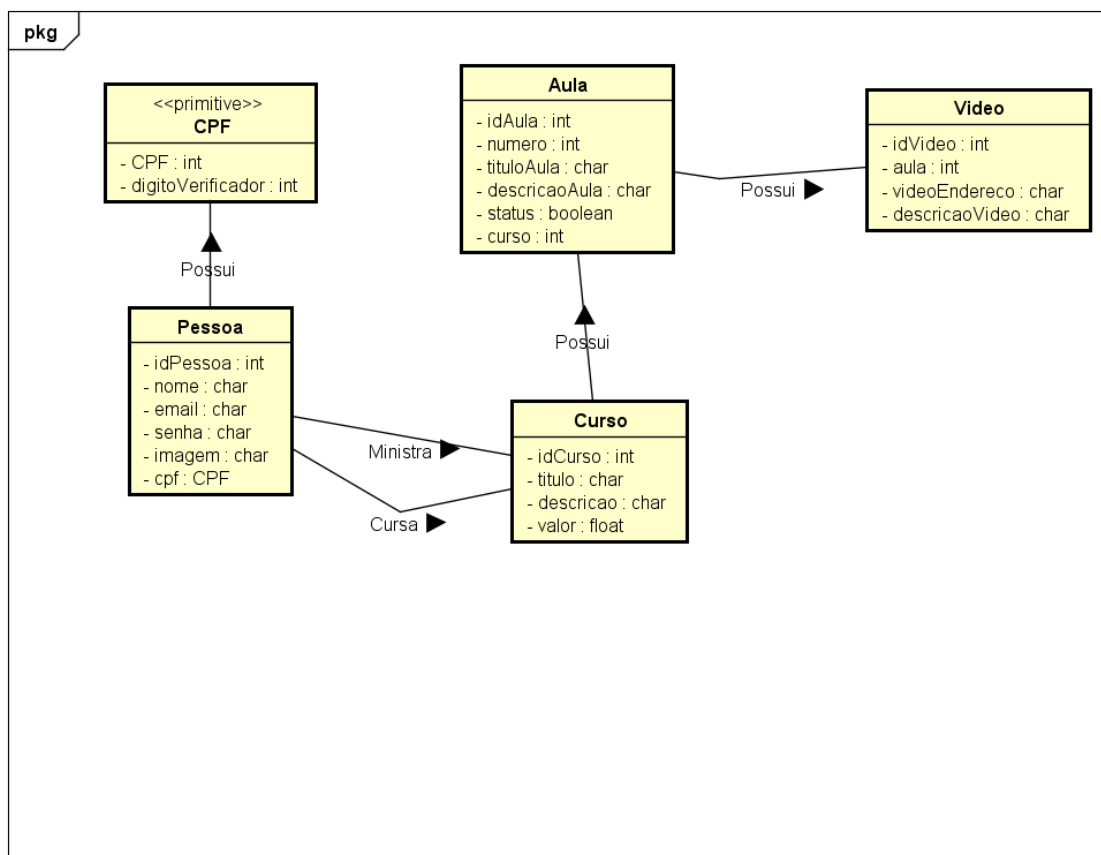 pkg
<<primitive>>
CPF
- CPF : int
- digitoVerificador : int
Possui
Pessoa
- idPessoa : int
- nome : char
- email : char
- senha : char
- imagem : char
- cpf : CPF
Aula
- idAula : int
- numero : int
- tituloAula : char
- descricaoAula : char
- status : boolean
- curso : int
Possui
Video
- idVideo : int
- aula : int
- videoEndereco : char
- descricaoVideo : char
Possui
Ministra
Cursa
Curso
- idCurso : int
- titulo : char
- descricao : char
- valor : float